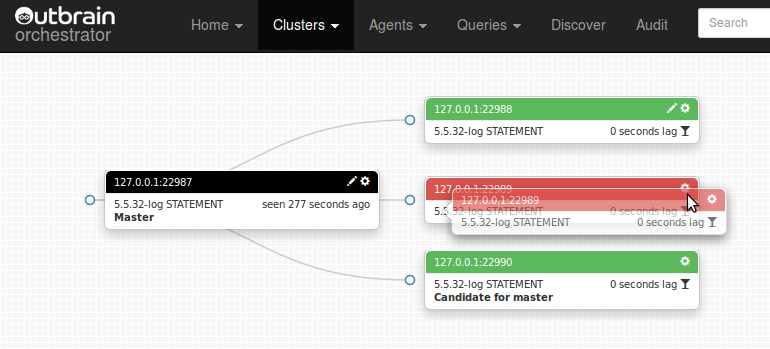 Outbrain
orchestrator
Home Clusters Agents Queries Discover Audit Search
127.0.0.1:22988
5.5.32-log STATEMENT 0 seconds lag
127.0.0.1:22987
5.5.32-log STATEMENT seen 277 seconds ago
Master
127.0.0.1:22989
5.5.32-log STATEMENT 0 seconds lag
127.0.0.1:22989
5.5.32-log STATEMENT 0 seconds lag
127.0.0.1:22990
5.5.32-log STATEMENT 0 seconds lag
Candidate for master